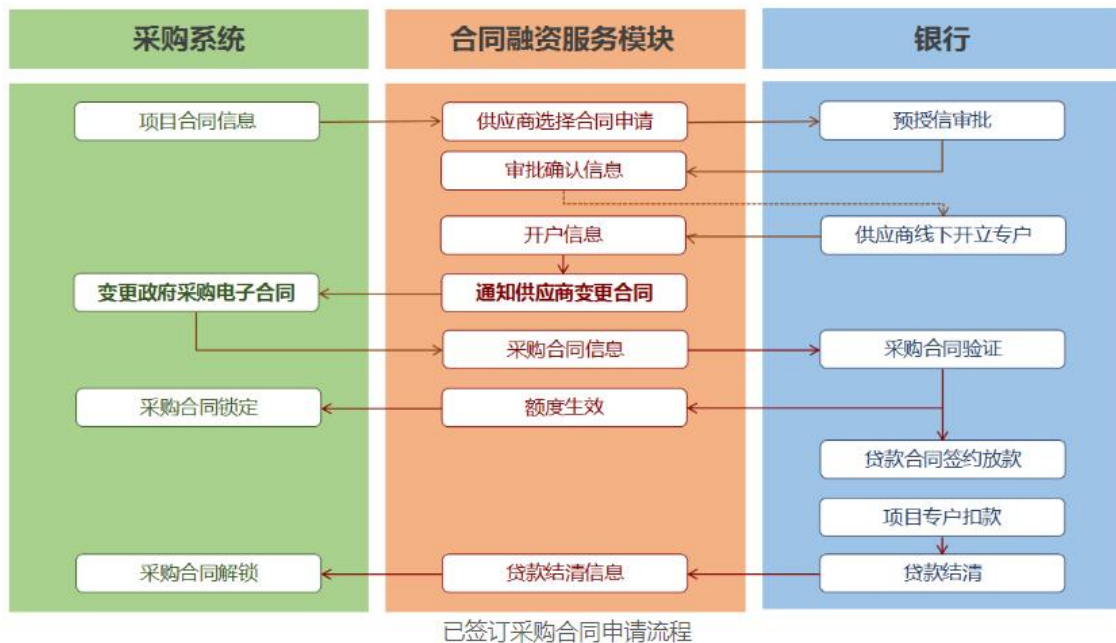 采购系统
合同融资服务模块
银行
项目合同信息
供应商选择合同申请
预授信审批
审批确认信息
开户信息
供应商线下开立专户
变更政府采购电子合同
通知供应商变更合同
采购合同信息
采购合同验证
采购合同锁定
额度生效
贷款合同签约放款
项目专户扣款
采购合同解锁
贷款结清信息
贷款结清
已签订采购合同申请流程